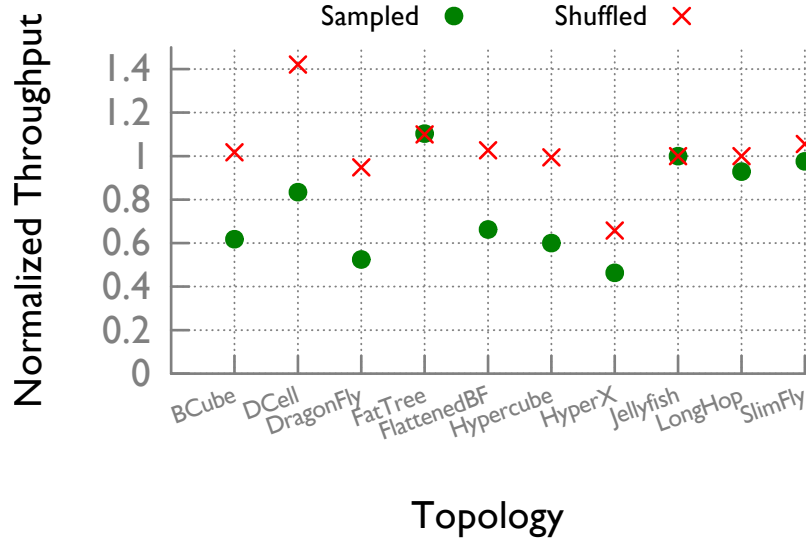 Sampled Shuffled
Normalized Throughput
1.4
1.2
1
0.8
0.6
0.4
0.2
0
BCube DCell DragonFly FatTree FlattenedBF Hypercube HyperX Jellyfish LongHop SlimFly
Topology